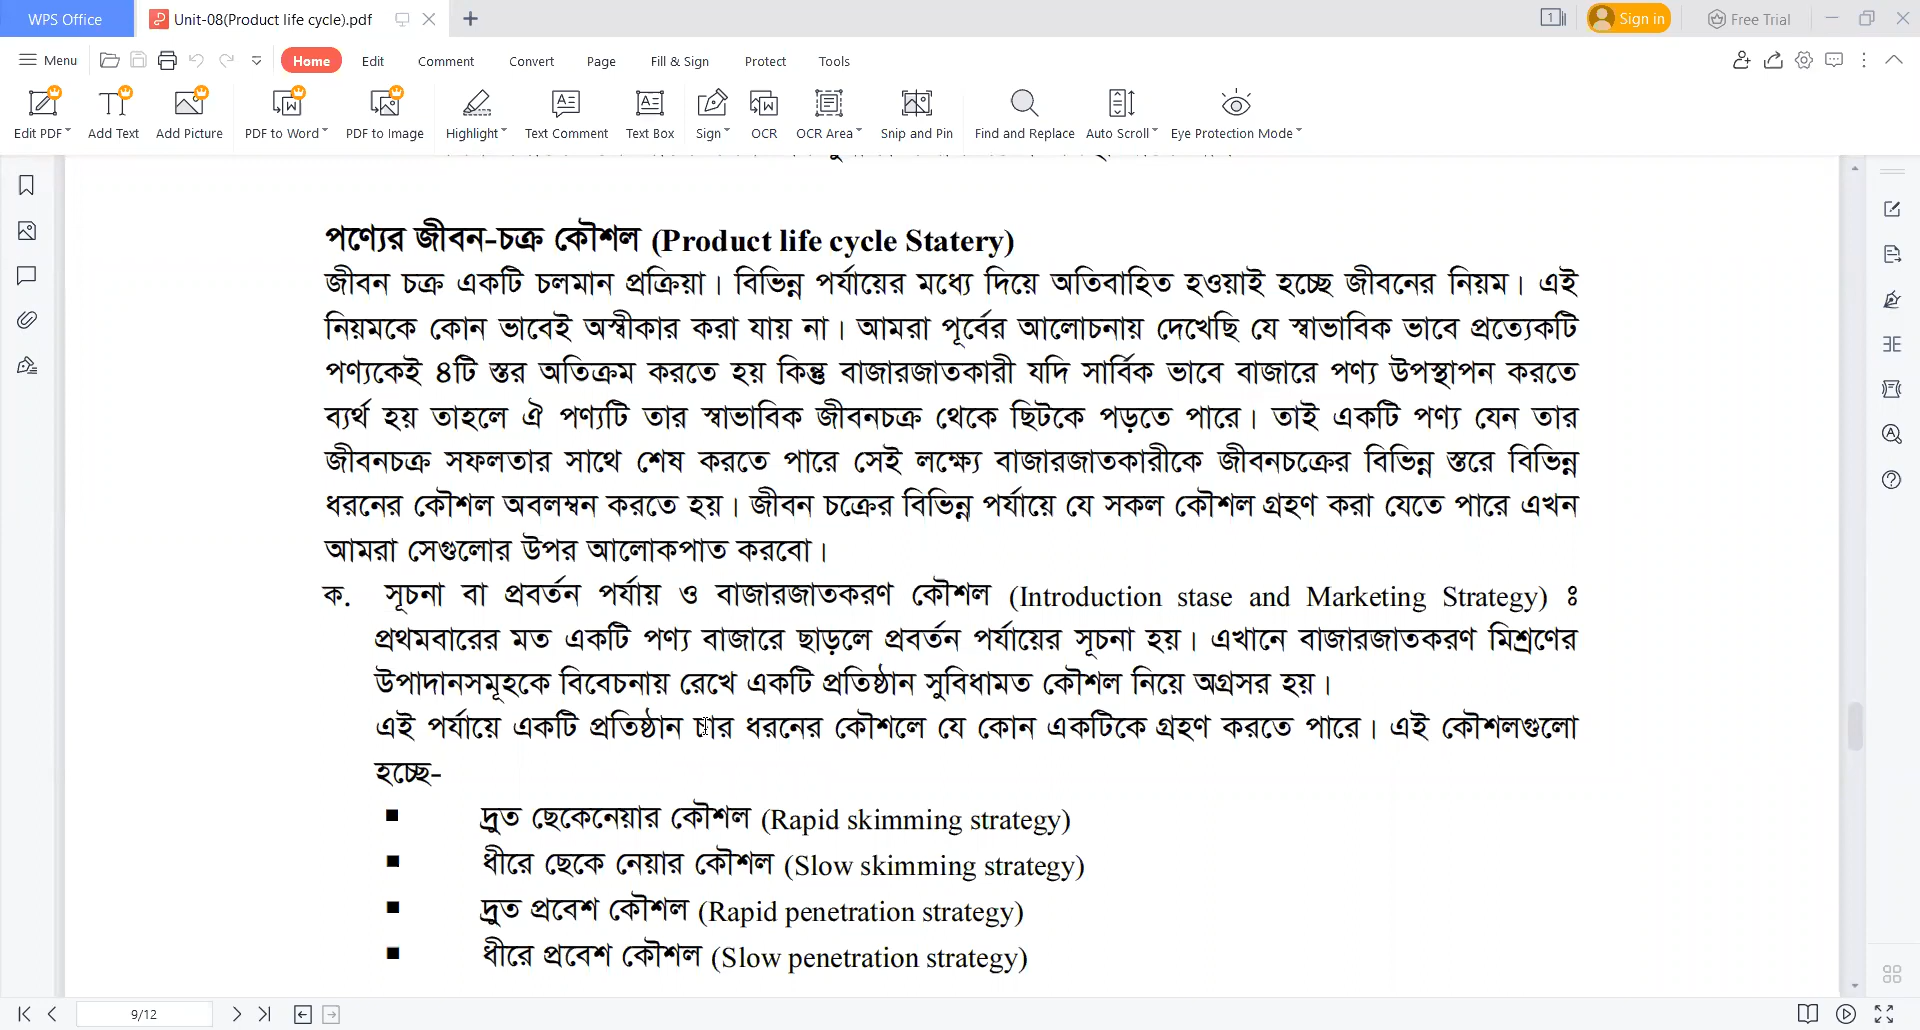 WPS Office
Unit-08(Product life cycle).pdf
1
Sign in
Free Trial
Menu
Home
Edit
Comment
Convert
Page
Fill & Sign
Protect
Tools
Edit PDF
Add Text
Add Picture
PDF to Word
PDF to Image
Highlight
Text Comment
Text Box
Sign
OCR
OCR Area
Snip and Pin
Find and Replace
Auto Scroll
Eye Protection Mode
পণ্যের জীবন-চক্র কৌশল (Product life cycle Statery)
জীবন চক্র একটি চলমান প্রক্রিয়া। বিভিন্ন পর্যায়ের মধ্যে দিয়ে অতিবাহিত হওয়াই হচ্ছে জীবনের নিয়ম। এই
নিয়মকে কোন ভাবেই অস্বীকার করা যায় না। আমরা পূর্বের আলোচনায় দেখেছি যে স্বাভাবিক ভাবে প্রত্যেকটি
পণ্যকেই ৪টি স্তর অতিক্রম করতে হয় কিন্তু বাজারজাতকারী যদি সার্বিক ভাবে বাজারে পণ্য উপস্থাপন করতে
ব্যর্থ হয় তাহলে ঐ পণ্যটি তার স্বাভাবিক জীবনচক্র থেকে ছিটকে পড়তে পারে। তাই একটি পণ্য যেন তার
জীবনচক্র সফলতার সাথে শেষ করতে পারে সেই লক্ষ্যে বাজারজাতকারীকে জীবনচক্রের বিভিন্ন স্তরে বিভিন্ন
ধরনের কৌশল অবলম্বন করতে হয়। জীবন চক্রের বিভিন্ন পর্যায়ে যে সকল কৌশল গ্রহণ করা যেতে পারে এখন
আমরা সেগুলোর উপর আলোকপাত করবো।
ক. সূচনা বা প্রবর্তন পর্যায় ও বাজারজাতকরণ কৌশল (Introduction stase and Marketing Strategy) ঃ
প্রথমবারের মত একটি পণ্য বাজারে ছাড়লে প্রবর্তন পর্যায়ের সূচনা হয়। এখানে বাজারজাতকরণ মিশ্রণের
উপাদানসমূহকে বিবেচনায় রেখে একটি প্রতিষ্ঠান সুবিধামত কৌশল নিয়ে অগ্রসর হয়।
এই পর্যায়ে একটি প্রতিষ্ঠান চার ধরনের কৌশলে যে কোন একটিকে গ্রহণ করতে পারে। এই কৌশলগুলো
হচ্ছে-
■ দ্রুত ছেকেনেয়ার কৌশল (Rapid skimming strategy)
■ ধীরে ছেকে নেয়ার কৌশল (Slow skimming strategy)
■ দ্রুত প্রবেশ কৌশল (Rapid penetration strategy)
■ ধীরে প্রবেশ কৌশল (Slow penetration strategy)
9/12